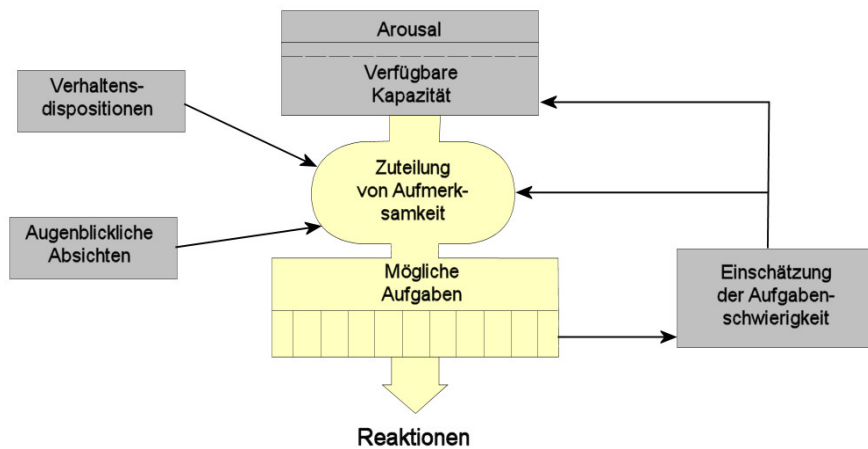 Arousal
Verfügbare
Kapazität
Verhaltens-
dispositionen
Zuteilung
von Aufmerk-
samkeit
Augenblickliche
Absichten
Mögliche
Aufgaben
Einschätzung
der Aufgaben-
schwierigkeit
Reaktionen